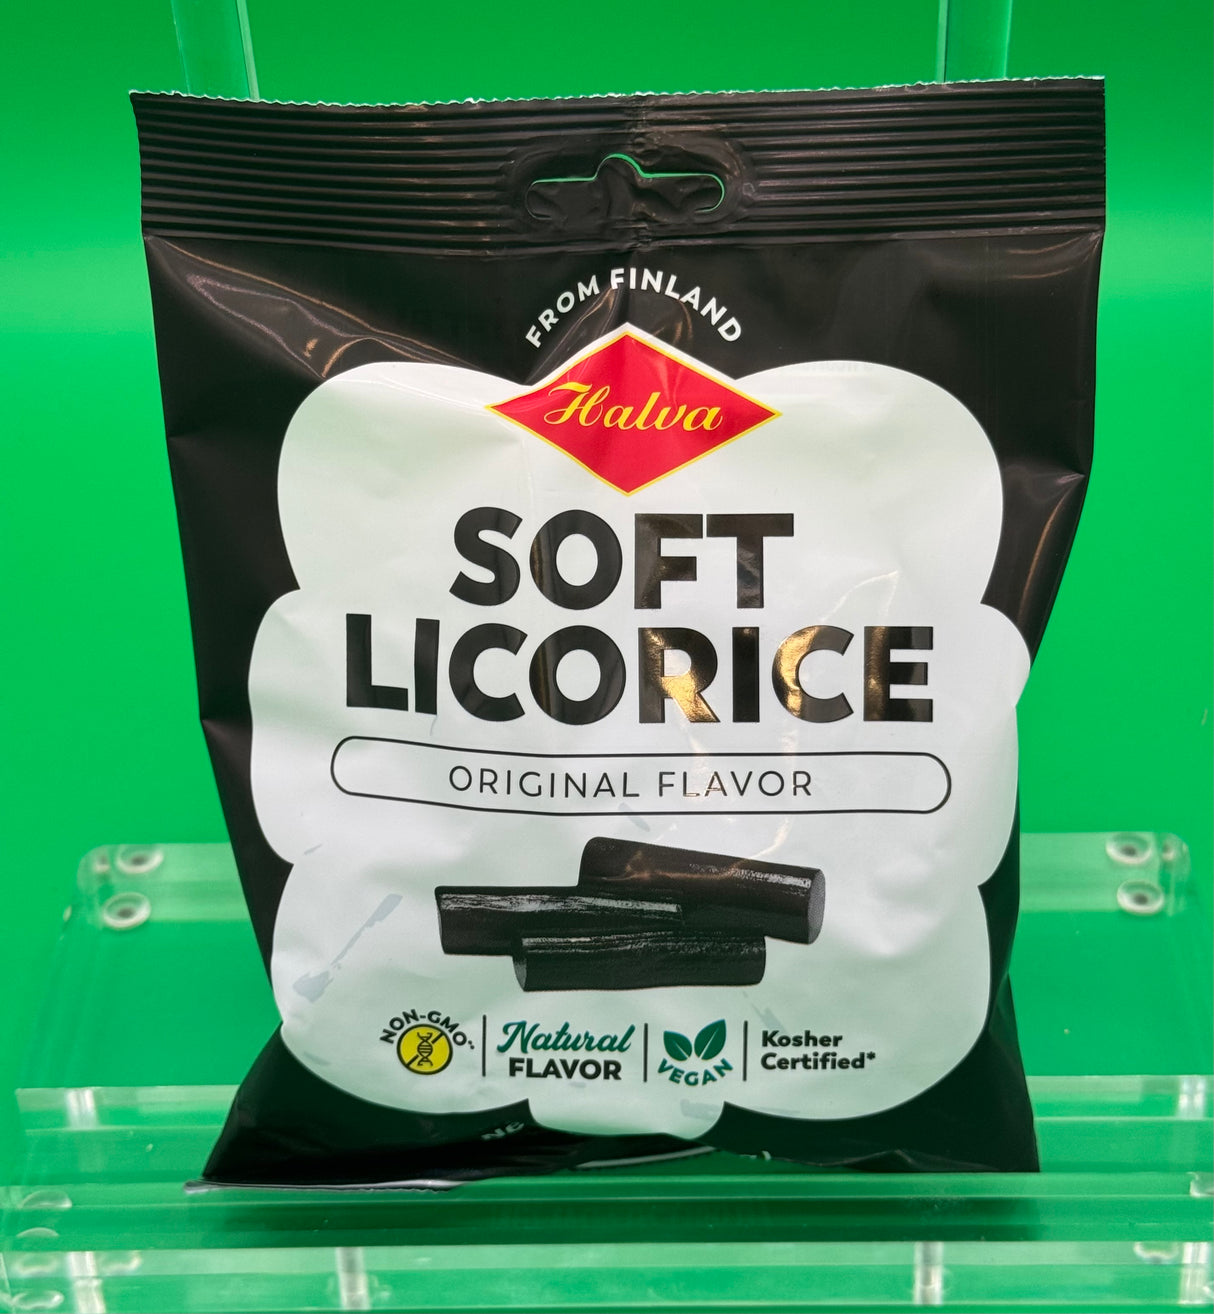 FROM FINLAND
Halva
SOFT
LICORICE
ORIGINAL FLAVOR
NON-GMO**
Natural
FLAVOR
VEGAN
Kosher
Certified*